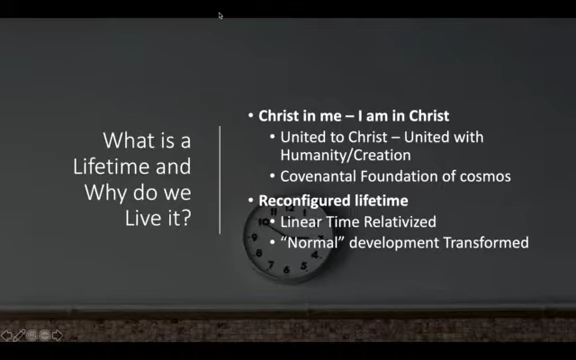 What is a
Lifetime and
Why do we
Live it?
• Christ in me – I am in Christ
• United to Christ – United with
Humanity/Creation
• Covenantal Foundation of cosmos
• Reconfigured lifetime
• Linear Time Relativized
• “Normal” development Transformed